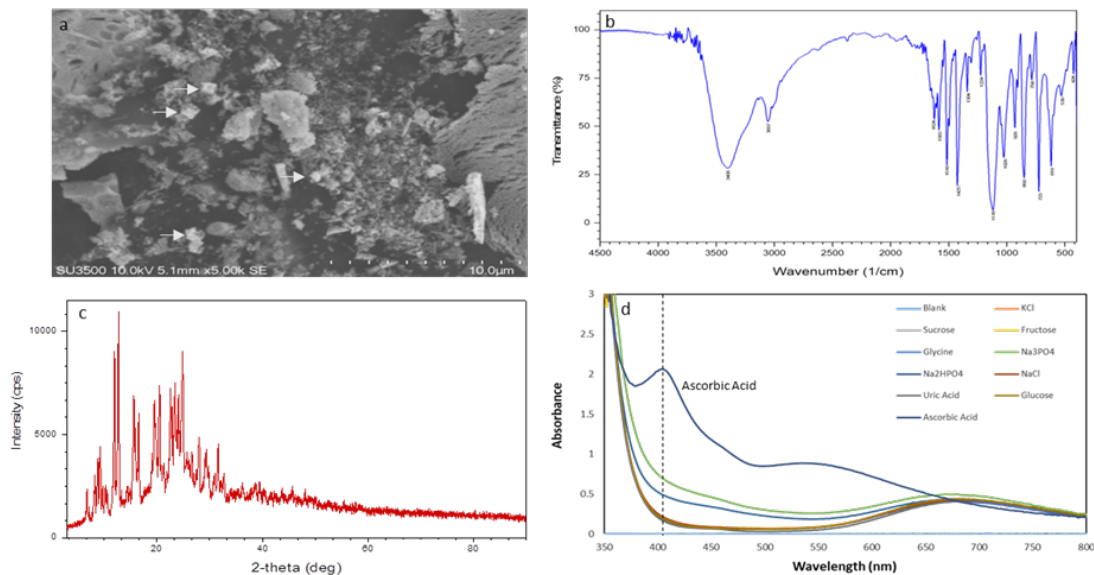 a
SU3500 10.0kV 5.1mm x5.00k SE
10.0μm
b
100
75
50
25
0
Transmittance (%)
4500 4000 3500 3000 2500 2000 1500 1000 500
Wavenumber (1/cm)
c
10000
5000
0
Intensity (cps)
20 40 60 80
2-theta (deg)
d
3
2.5
2
1.5
1
0.5
0
Absorbance
Blank KCl
Sucrose Fructose
Glycine Na3PO4
Na2HPO4 NaCl
Uric Acid Glucose
Ascorbic Acid
Ascorbic Acid
350 400 450 500 550 600 650 700 750 800
Wavelength (nm)